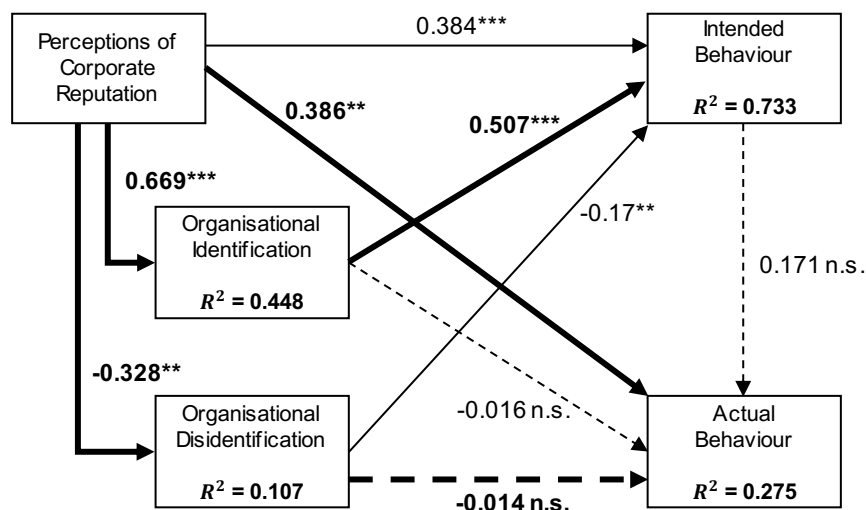 Perceptions of
Corporate
Reputation
0.384***
Intended
Behaviour
R² = 0.733
0.386**
0.507***
0.669***
Organisational
Identification
R² = 0.448
-0.17**
0.171 n.s.
-0.328**
-0.016 n.s.
Organisational
Disidentification
R² = 0.107
Actual
Behaviour
R² = 0.275
-0.014 n.s.